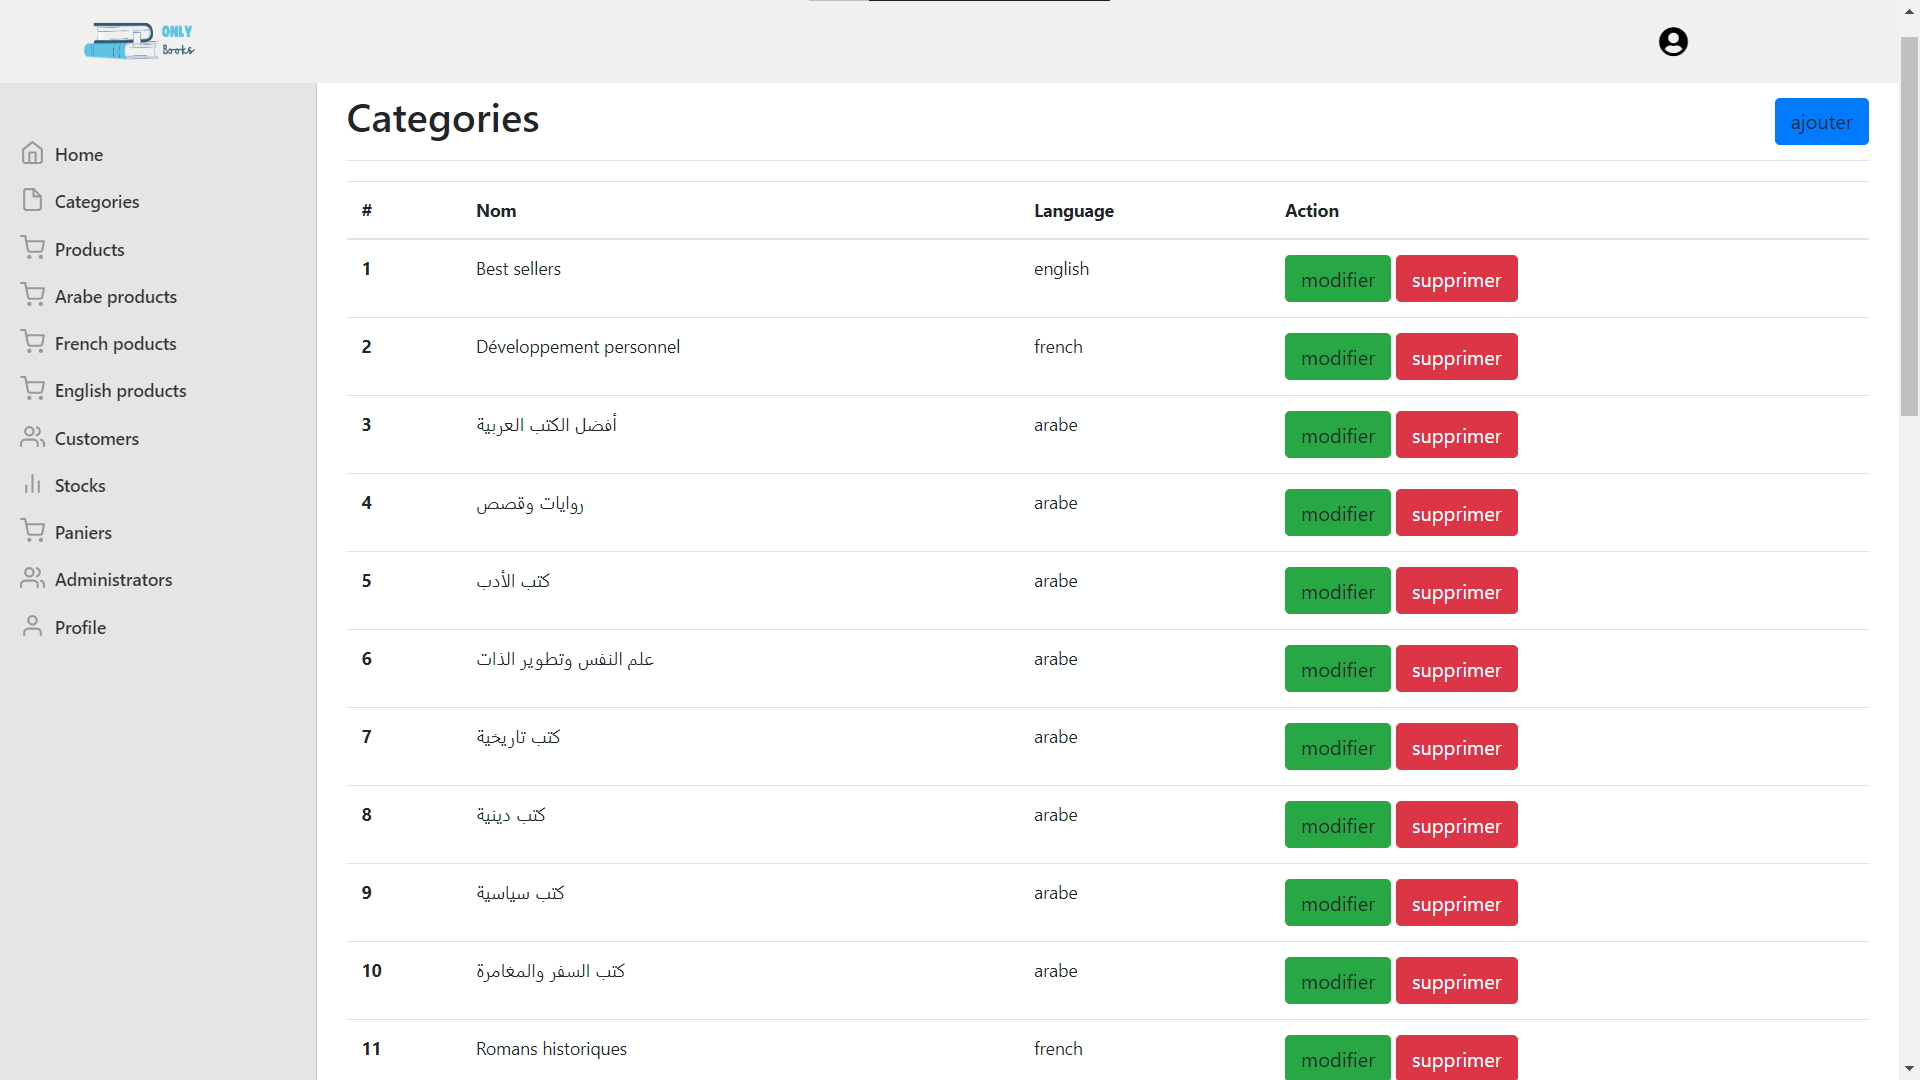 ONLY
Books
Categories
ajouter
Home
Categories
Products
Arabe products
French poducts
English products
Customers
Stocks
Paniers
Administrators
Profile
# Nom Language Action
1 Best sellers english modifier supprimer
2 Développement personnel french modifier supprimer
3 أفضل الكتب العربية arabe modifier supprimer
4 روايات وقصص arabe modifier supprimer
5 كتب الأدب arabe modifier supprimer
6 علم النفس وتطوير الذات arabe modifier supprimer
7 كتب تاريخية arabe modifier supprimer
8 كتب دينية arabe modifier supprimer
9 كتب سياسية arabe modifier supprimer
10 كتب السفر والمغامرة arabe modifier supprimer
11 Romans historiques french modifier supprimer